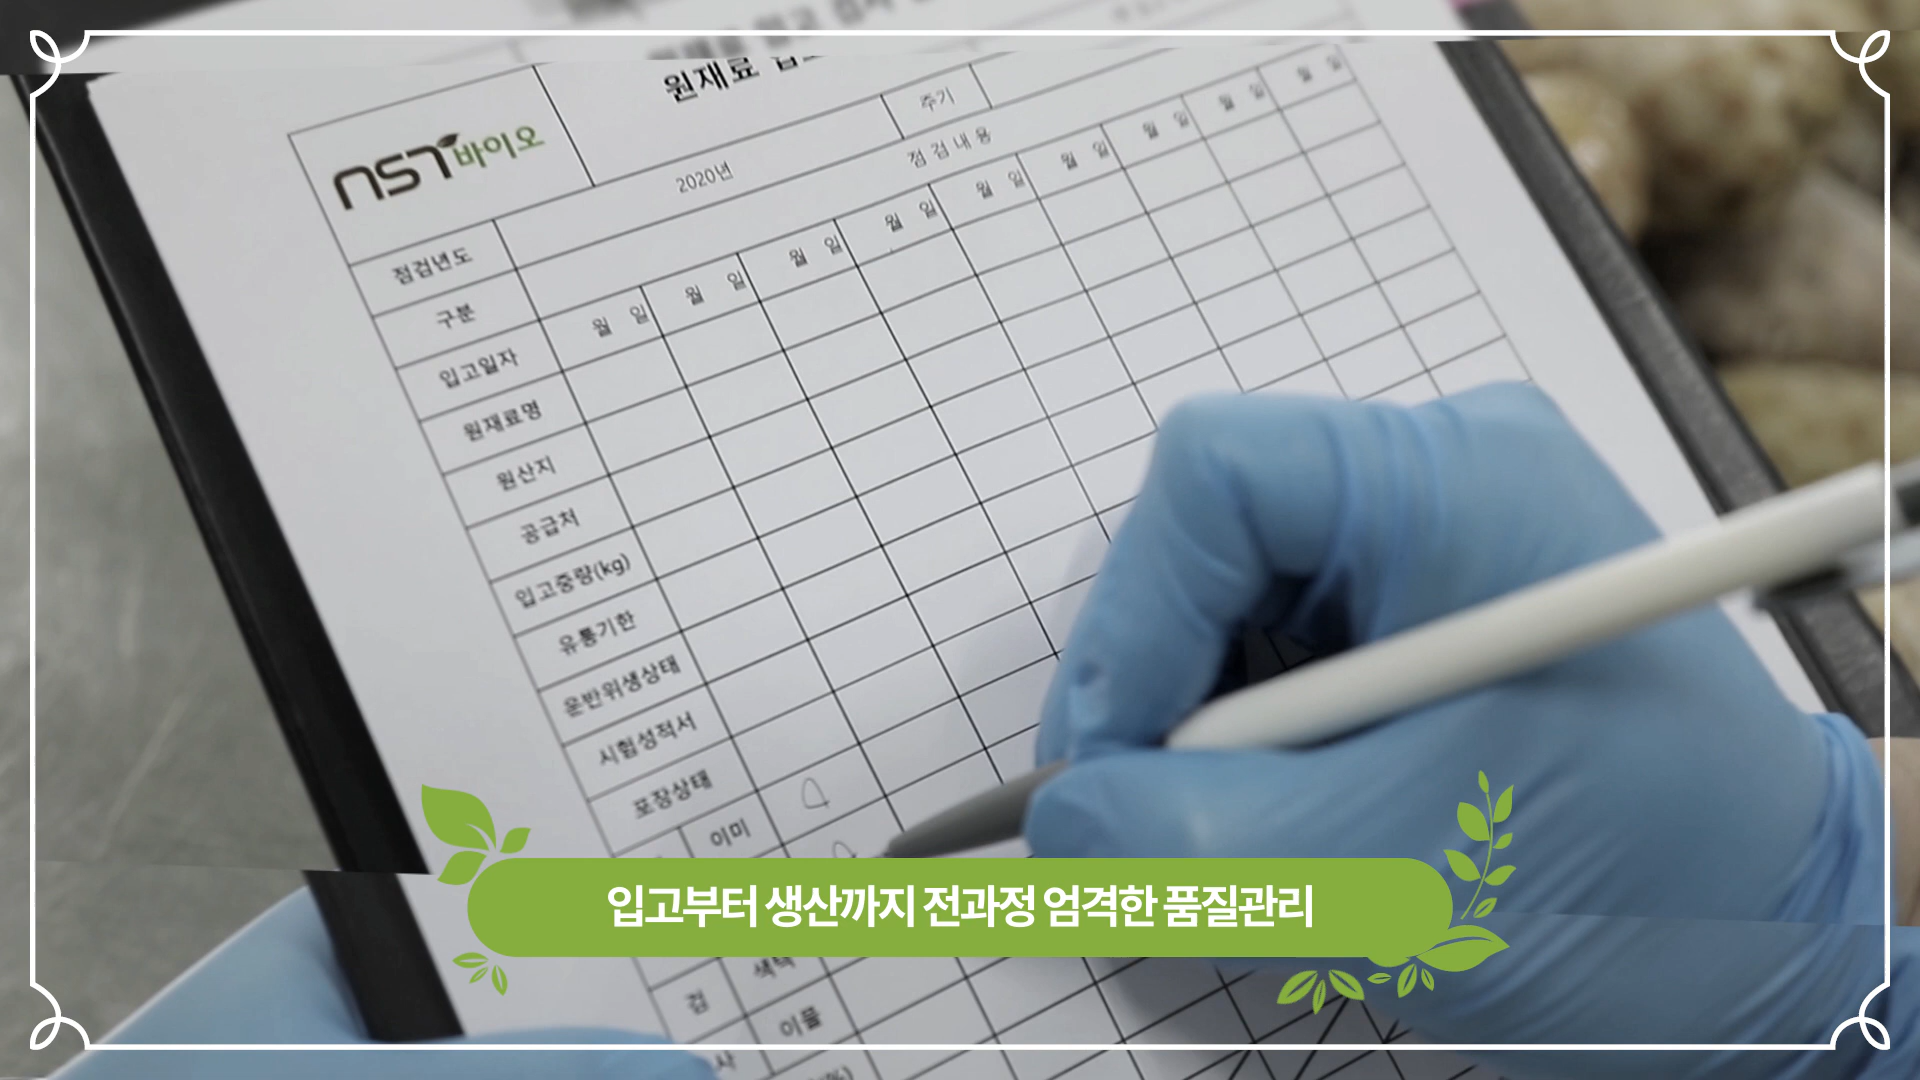 원재료
nst바이오
주기
2020년
점검내용
점검년도
구분
월 일 월 일 월 일 월 일 월 일 월 일 월 일 월 일 월 일
입고일자
원재료명
원산지
공급처
입고중량(kg)
유통기한
운반위생상태
시험성적서
포장상태
이미
입고부터 생산까지 전과정 엄격한 품질관리
검
이물
사